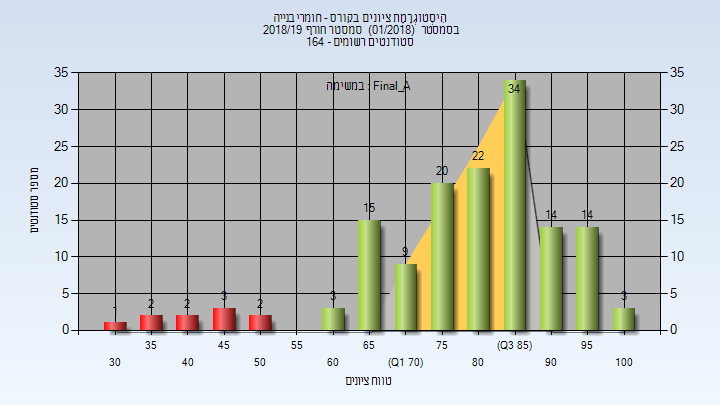 היסטוגרמת ציונים בקורס - חומרי בנייה
בסמסטר (01/2018) סמסטר חורף 2018/19
סטודנטים רשומים - 164
במשימה : Final_A
מספר סטודנטים
35 30 25 20 15 10 5 0
35 30 25 20 15 10 5 0
1 2 2 3 2 3 15 9 20 22 34 14 14 3
35 45 55 65 75 (Q3 85) 95
30 40 50 60 (Q1 70) 80 90 100
טווח ציונים